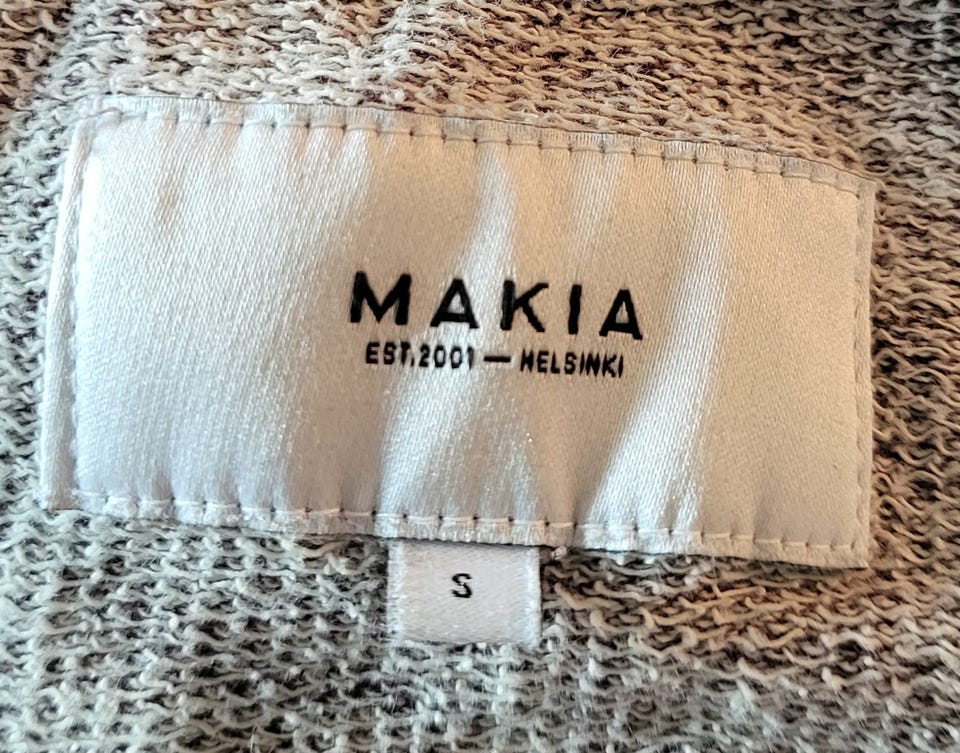 MAKIA
EST.2001 — HELSINKI
S